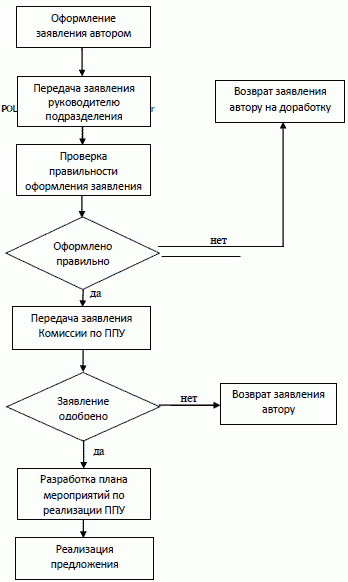 Оформление
заявления автором
Передача заявления
руководителю
подразделения
POL
r
Возврат заявления
автору на доработку
Проверка
правильности
оформления заявления
Оформлено
правильно
нет
да
Передача заявления
Комиссии по ППУ
Заявление
одобрено
нет
Возврат заявления
автору
да
Разработка плана
мероприятий по
реализации ППУ
Реализация
предложения